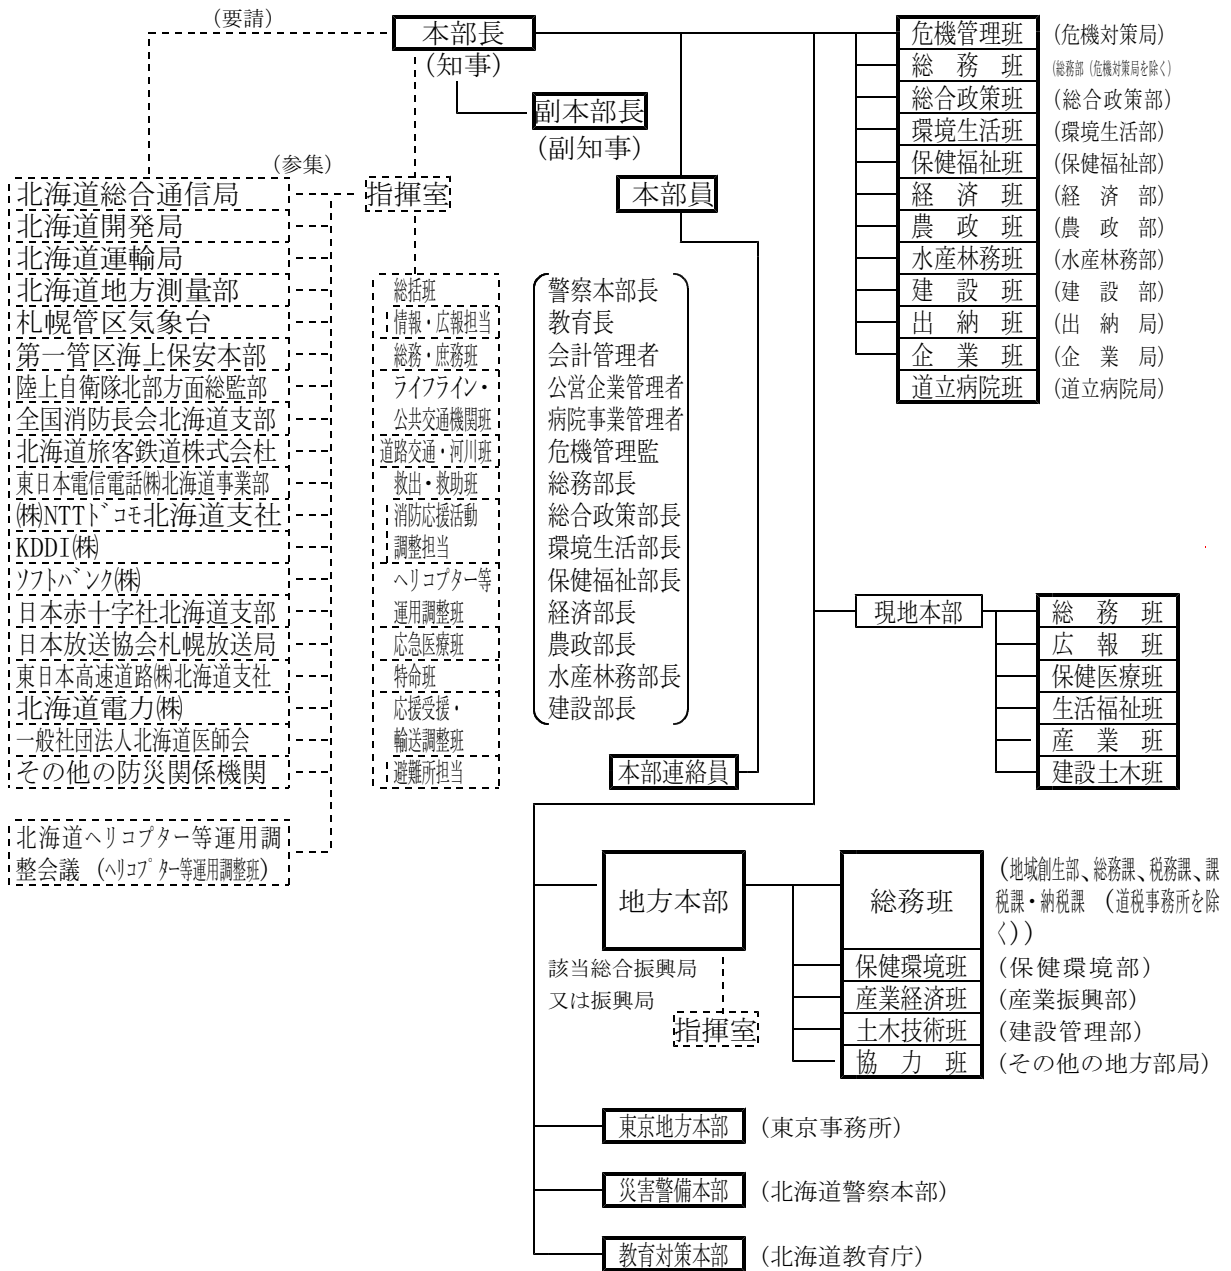 （要請）
本部長
（知事）
副本部長
（副知事）
（参集）
指揮室
本部員
北海道総合通信局
北海道開発局
北海道運輸局
北海道地方測量部
札幌管区気象台
第一管区海上保安本部
陸上自衛隊北部方面総監部
全国消防長会北海道支部
北海道旅客鉄道株式会社
東日本電信電話㈱北海道事業部
㈱NTTﾄﾞｺﾓ北海道支社
KDDI㈱
ｿﾌﾄﾊﾞﾝｸ㈱
日本赤十字社北海道支部
日本放送協会札幌放送局
東日本高速道路㈱北海道支社
北海道電力㈱
一般社団法人北海道医師会
その他の防災関係機関
北海道ヘリコプター等運用調
整会議（ﾍﾘｺﾌﾟﾀｰ等運用調整班）
総括班
情報・広報担当
総務・庶務班
ライフライン・
公共交通機関班
道路交通・河川班
救出・救助班
消防応援活動
調整担当
ヘリコプター等
運用調整班
応急医療班
特命班
応援受援・
輸送調整班
避難所担当
警察本部長
教育長
会計管理者
公営企業管理者
病院事業管理者
危機管理監
総務部長
総合政策部長
環境生活部長
保健福祉部長
経済部長
農政部長
水産林務部長
建設部長
本部連絡員
危機管理班 （危機対策局）
総　務　班 （総務部（危機対策局を除く）
総合政策班 （総合政策部）
環境生活班 （環境生活部）
保健福祉班 （保健福祉部）
経　済　班 （経　済　部）
農　政　班 （農　政　部）
水産林務班 （水産林務部）
建　設　班 （建　設　部）
出　納　班 （出　納　局）
企　業　班 （企　業　局）
道立病院班 （道立病院局）
現地本部
総　務　班
広　報　班
保健医療班
生活福祉班
産　業　班
建設土木班
地方本部
該当総合振興局
又は振興局
指揮室
総務班
（地域創生部、総務課、税務課、課
税課・納税課　（道税事務所を除
く））
保健環境班 （保健環境部）
産業経済班 （産業振興部）
土木技術班 （建設管理部）
協　力　班 （その他の地方部局）
東京地方本部 （東京事務所）
災害警備本部 （北海道警察本部）
教育対策本部 （北海道教育庁）